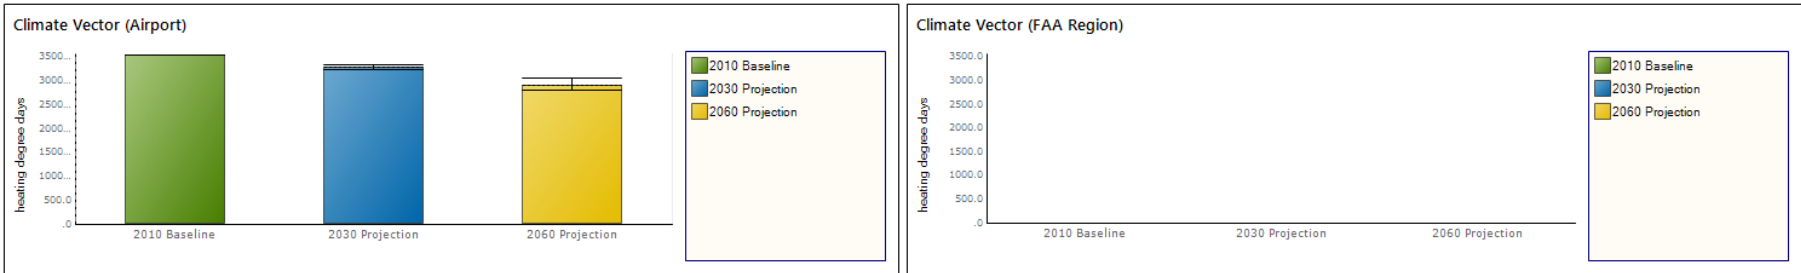 Climate Vector (Airport)
heating degree days
3500...
3000...
2500...
2000...
1500...
1000...
500.0
.0
2010 Baseline
2030 Projection
2060 Projection
2010 Baseline
2030 Projection
2060 Projection
Climate Vector (FAA Region)
heating degree days
3500.0
3000.0
2500.0
2000.0
1500.0
1000.0
500.0
.0
2010 Baseline
2030 Projection
2060 Projection
2010 Baseline
2030 Projection
2060 Projection